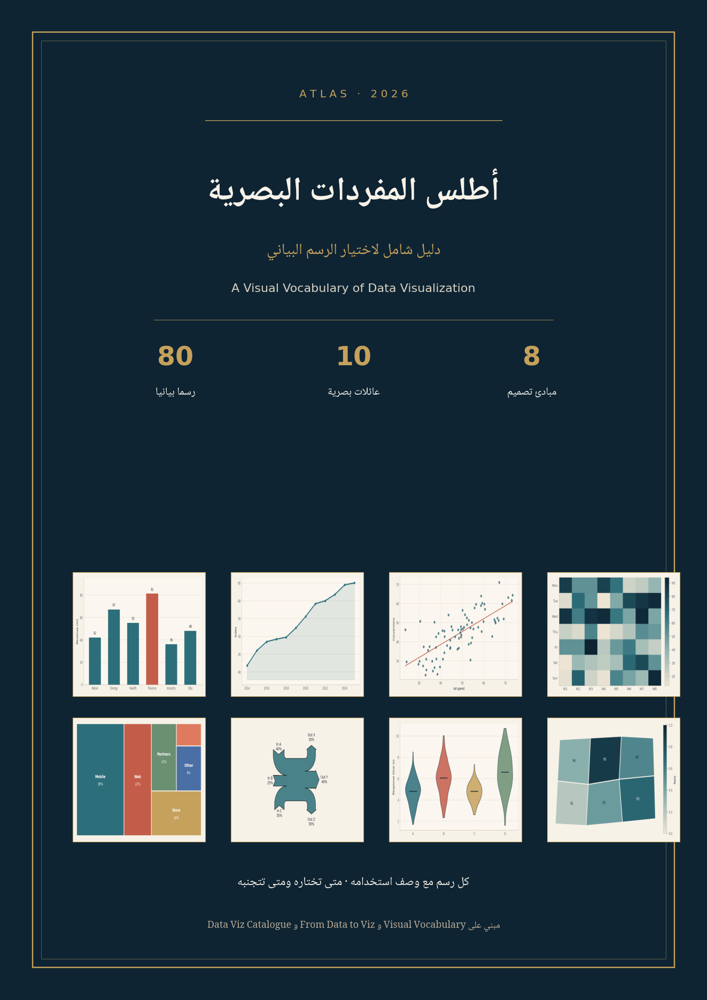 ATLAS · 2026
أطلس المفردات البصرية
دليل شامل لاختيار الرسم البياني
A Visual Vocabulary of Data Visualization
80 10 8
رسما بيانيا
عائلات بصرية
مبادئ تصميم
Revenue (m)
80
60
40
20
0
42
67
55
81
36
48
Retail Energy Health Finance Industry Edu
Index
65
60
55
50
45
40
2014 2016 2018 2020 2022 2024
Conversions
70
60
50
40
30
30 40 50 60 70
Ad spend
Mon
Tue
Wed
Thu
Fri
Sat
Sun
W1 W2 W3 W4 W5 W6 W7 W8
90
80
70
60
50
40
30
20
Mobile
38%
Web
22%
Partners
12%
Other
8%
Store
16%
In A
40%
Out X
30%
In B
25%
Out Y
40%
In C
35%
Out Z
30%
Response time (s)
10
8
6
4
2
A B C D
R4 R5 R6
R1 R2 R3
1.0
0.8
0.6
0.4
0.2
0.0
Rate
كل رسم مع وصف استخدامه · متى تختاره ومتى تتجنبه
مبني على Visual Vocabulary و From Data to Viz و Data Viz Catalogue